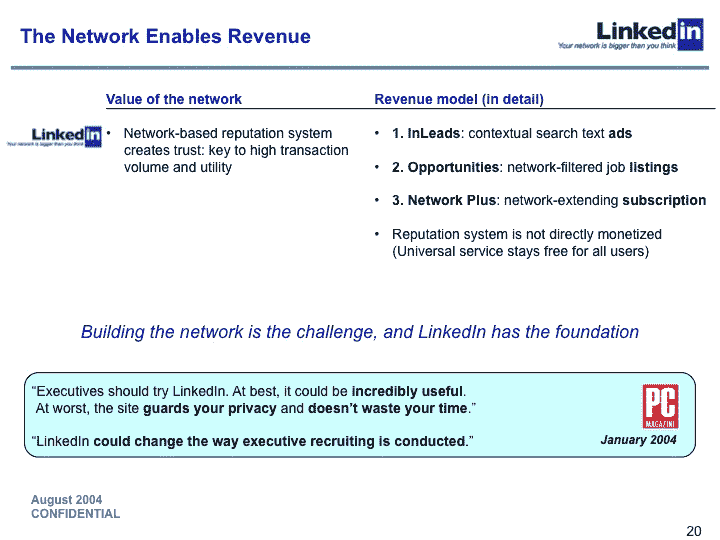 The Network Enables Revenue
Linkedin
Your network is bigger than you think
Value of the network
Revenue model (in detail)
Linkedin
Your network is bigger than you think
• Network-based reputation system
creates trust: key to high transaction
volume and utility
• 1. InLeads: contextual search text ads
• 2. Opportunities: network-filtered job listings
• 3. Network Plus: network-extending subscription
• Reputation system is not directly monetized
(Universal service stays free for all users)
Building the network is the challenge, and LinkedIn has the foundation
“Executives should try LinkedIn. At best, it could be incredibly useful.
At worst, the site guards your privacy and doesn’t waste your time.”
“LinkedIn could change the way executive recruiting is conducted.”
PC
MAGAZINE
January 2004
August 2004
CONFIDENTIAL
20